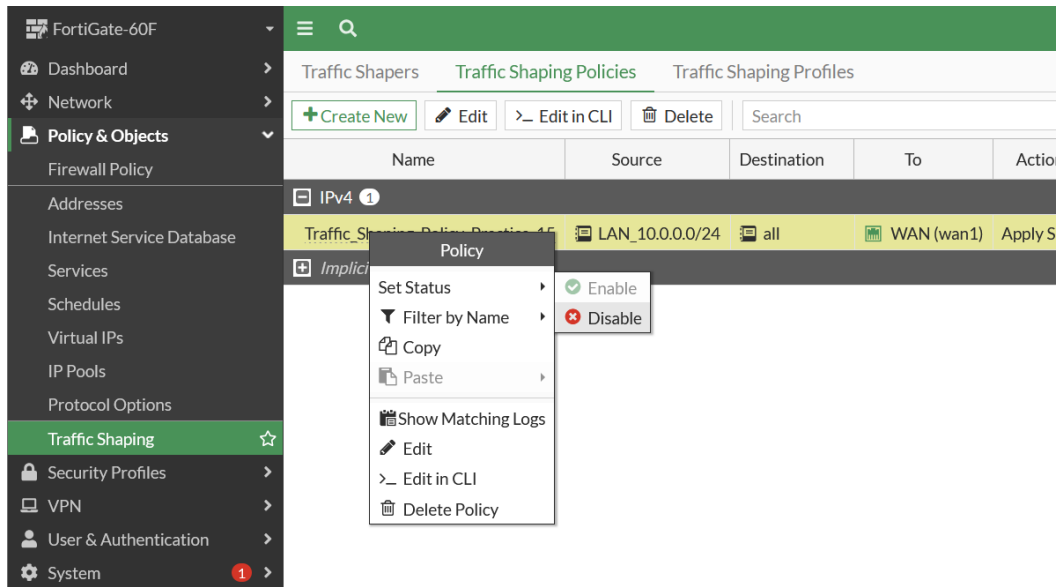 FortiGate-60F
Dashboard
Network
Policy & Objects
Firewall Policy
Addresses
Internet Service Database
Services
Schedules
Virtual IPs
IP Pools
Protocol Options
Traffic Shaping
Security Profiles
VPN
User & Authentication
System 1
Traffic Shapers Traffic Shaping Policies Traffic Shaping Profiles
+Create New Edit >_ Edit in CLI Delete Search
Name Source Destination To Actio
IPv4 1
Traffic_Shaping_Policy_Practice_15 LAN_10.0.0.0/24 all WAN (wan1) Apply S
Implici
Policy
Set Status
Filter by Name
Copy
Paste
Show Matching Logs
Edit
>_ Edit in CLI
Delete Policy
Enable
Disable